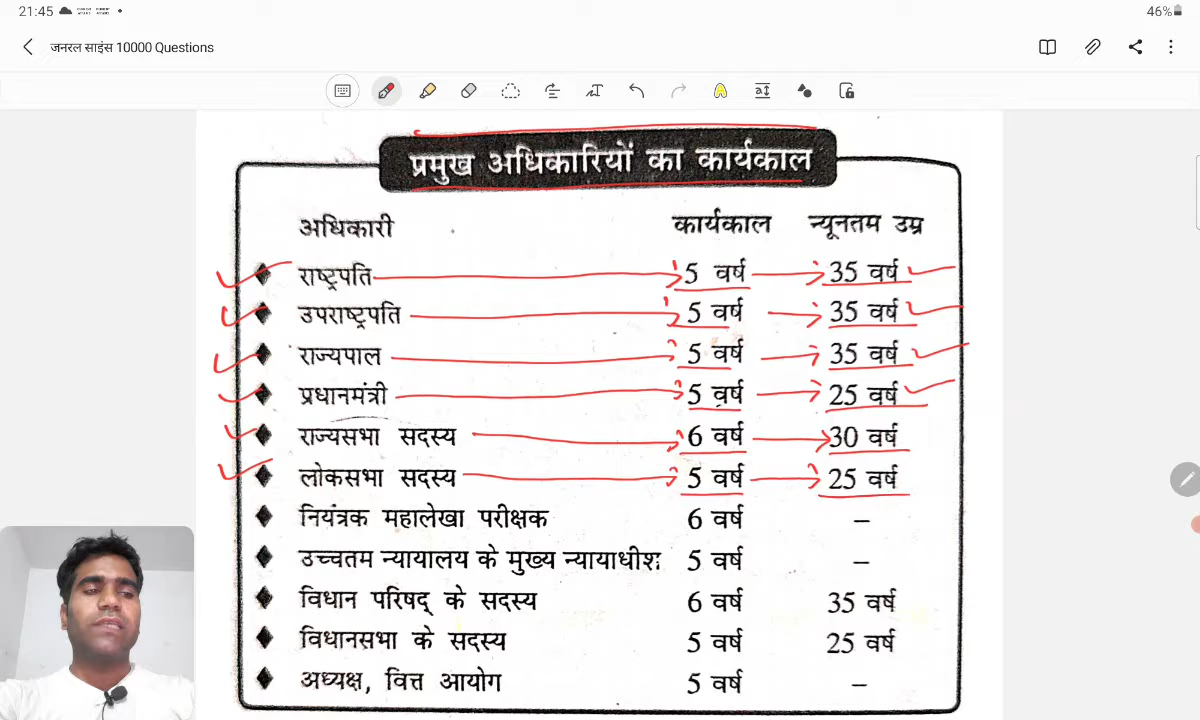 21:45
46%
जनरल साइंस 10000 Questions
प्रमुख अधिकारियों का कार्यकाल
अधिकारी कार्यकाल न्यूनतम उम्र
राष्ट्रपति 5 वर्ष 35 वर्ष
उपराष्ट्रपति 5 वर्ष 35 वर्ष
राज्यपाल 5 वर्ष 35 वर्ष
प्रधानमंत्री 5 वर्ष 25 वर्ष
राज्यसभा सदस्य 6 वर्ष 30 वर्ष
लोकसभा सदस्य 5 वर्ष 25 वर्ष
नियंत्रक महालेखा परीक्षक 6 वर्ष –
उच्चतम न्यायालय के मुख्य न्यायाधीश 5 वर्ष –
विधान परिषद् के सदस्य 6 वर्ष 35 वर्ष
विधानसभा के सदस्य 5 वर्ष 25 वर्ष
अध्यक्ष, वित्त आयोग 5 वर्ष –